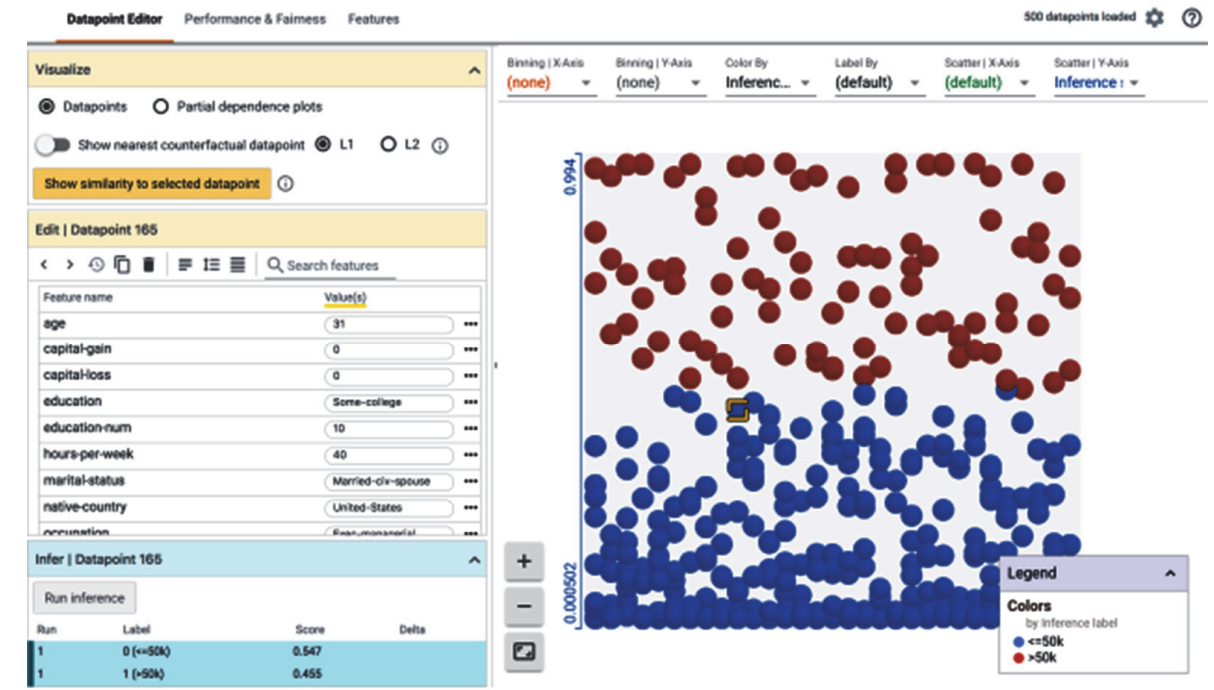 Datapoint Editor Performance & Fairness Features
500 datapoints loaded
Visualize
Datapoints Partial dependence plots
Show nearest counterfactual datapoint L1 L2
Show similarity to selected datapoint
Edit | Datapoint 165
Search features
Feature name Value(s)
age 31
capital-gain 0
capital-loss 0
education Some-college
education-num 10
hours-per-week 40
marital-status Married-civ-spouse
native-country United-States
occupation Exec-managerial
Infer | Datapoint 165
Run inference
Run Label Score Delta
1 0 (<=50k) 0.547
1 1 (>50k) 0.455
Binning | X-Axis Binning | Y-Axis Color By Label By Scatter | X-Axis Scatter | Y-Axis
(none) (none) Inferenc... (default) (default) Inference
0.994
0.000502
Legend
Colors
by Inference label
<=50k
>50k